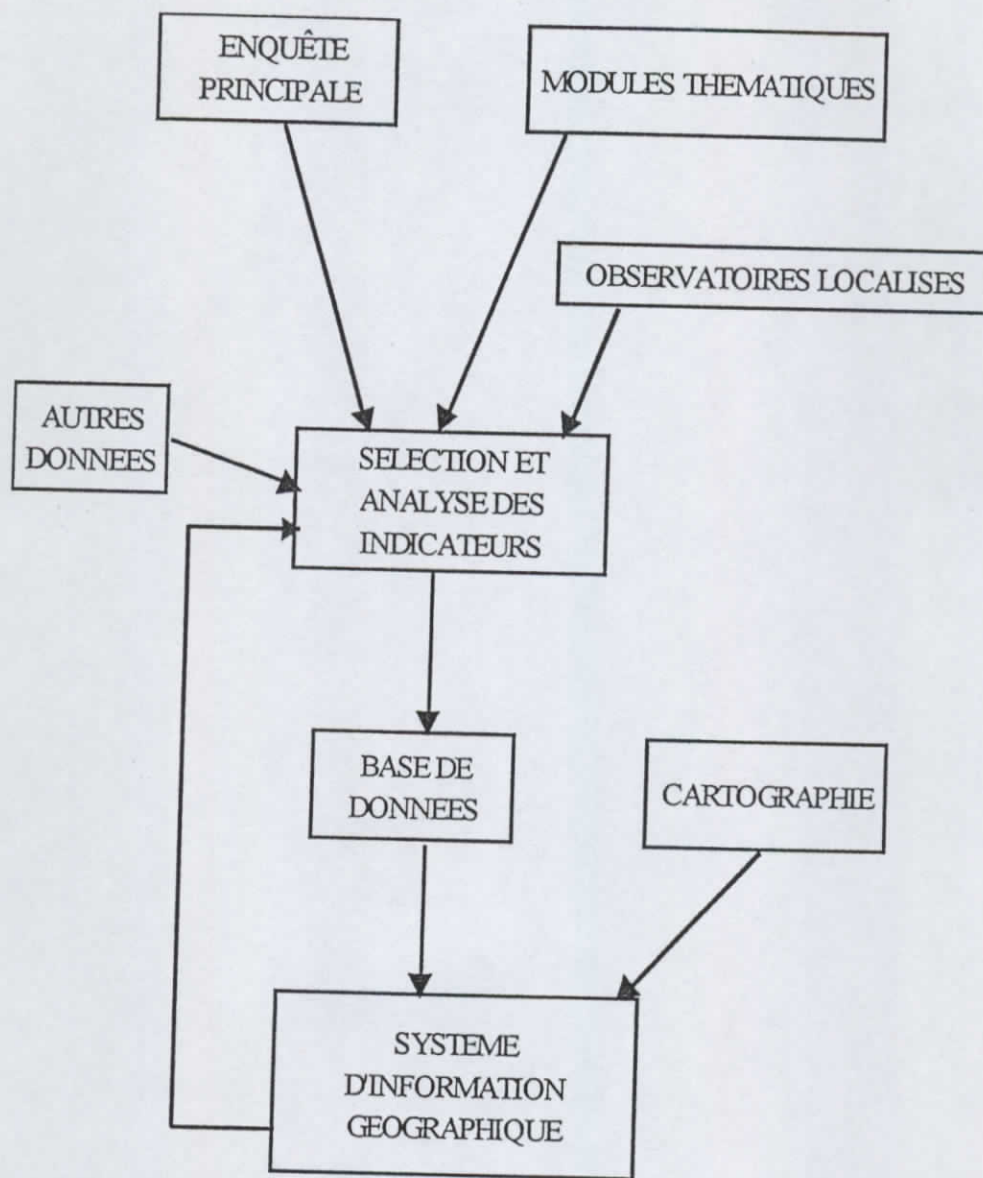 ENQUÊTE
PRINCIPALE
MODULES THEMATIQUES
OBSERVATOIRES LOCALISES
AUTRES
DONNEES
SELECTION ET
ANALYSE DES
INDICATEURS
BASE DE
DONNEES
CARTOGRAPHIE
SYSTEME
D'INFORMATION
GEOGRAPHIQUE